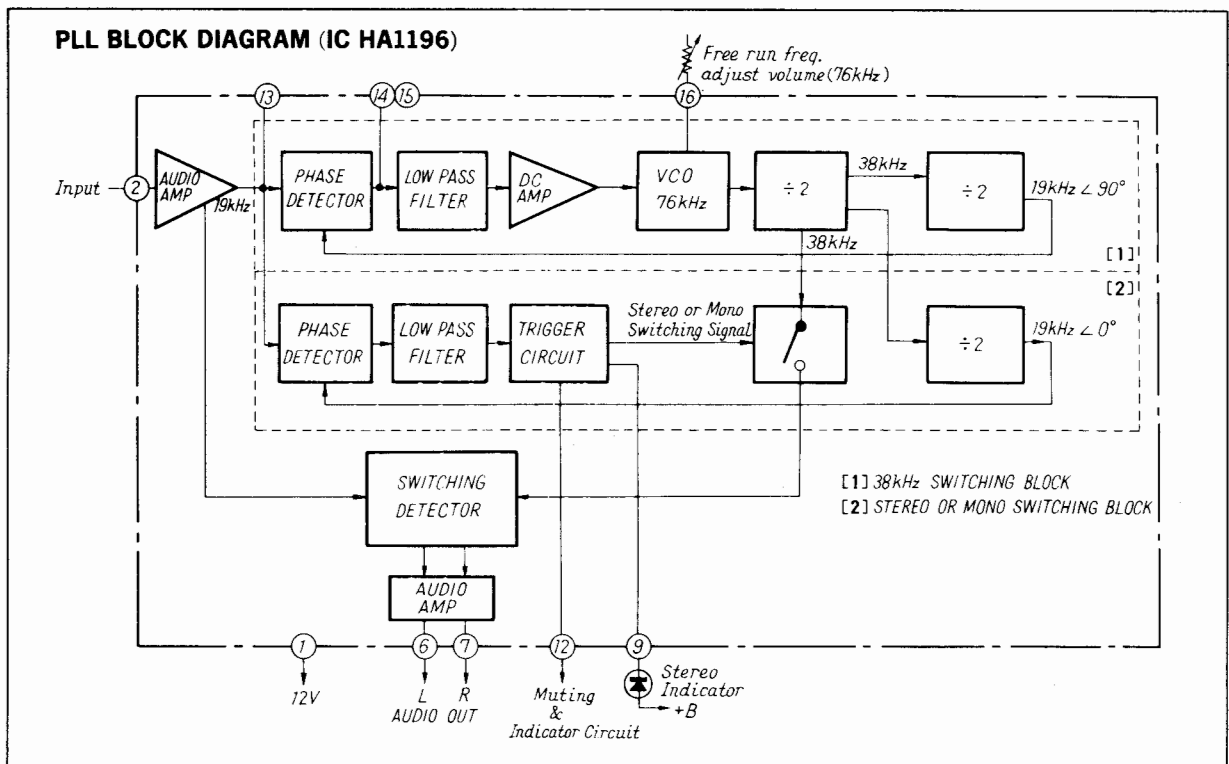 PLL BLOCK DIAGRAM (IC HA1196)
Free run freq.
adjust volume (76kHz)
13
14
15
16
Input
2
AUDIO
AMP
19kHz
PHASE
DETECTOR
LOW PASS
FILTER
DC
AMP
VCO
76kHz
÷2
38kHz
÷2
19kHz ∠ 90°
38kHz
[1]
[2]
PHASE
DETECTOR
LOW PASS
FILTER
TRIGGER
CIRCUIT
Stereo or Mono
Switching Signal
÷2
19kHz ∠ 0°
SWITCHING
DETECTOR
[1] 38kHz SWITCHING BLOCK
[2] STEREO OR MONO SWITCHING BLOCK
AUDIO
AMP
1
6
7
12
9
12V
L
R
AUDIO OUT
Muting
&
Indicator Circuit
Stereo
Indicator
+B